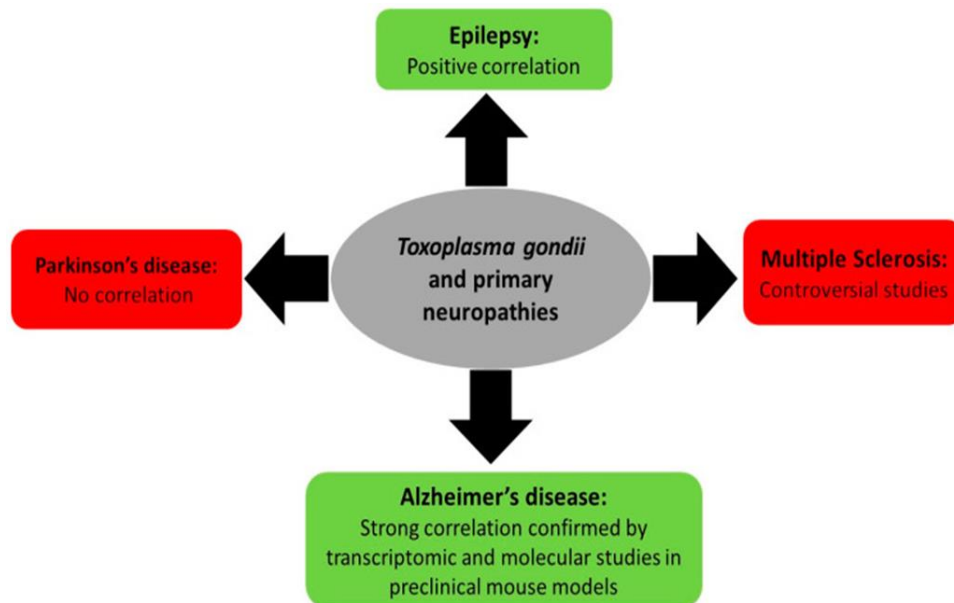 Epilepsy:
Positive correlation
Parkinson's disease:
No correlation
Toxoplasma gondii
and primary
neuropathies
Multiple Sclerosis:
Controversial studies
Alzheimer's disease:
Strong correlation confirmed by
transcriptomic and molecular studies in
preclinical mouse models